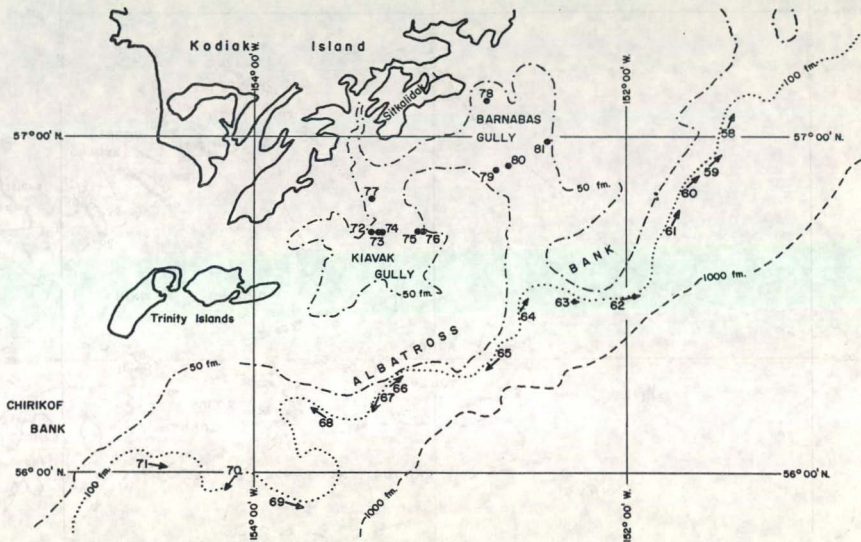 Kodiak Island
154°00' W.
152°00' W.
100 fm.
Sitkalidak
78
BARNABAS
GULLY
58
57°00' N.
57°00' N.
81
80
79
59
50 fm.
60
77
61
72
73
74
75
76
KIAVAK
GULLY
50 fm.
BANK
1000 fm.
63
62
64
Trinity Islands
ALBATROSS
65
50 fm.
66
67
68
CHIRIKOF
BANK
71
70
100 fm.
56°00' N.
56°00' N.
69
1000 fm.
154°00' W.
152°00' W.